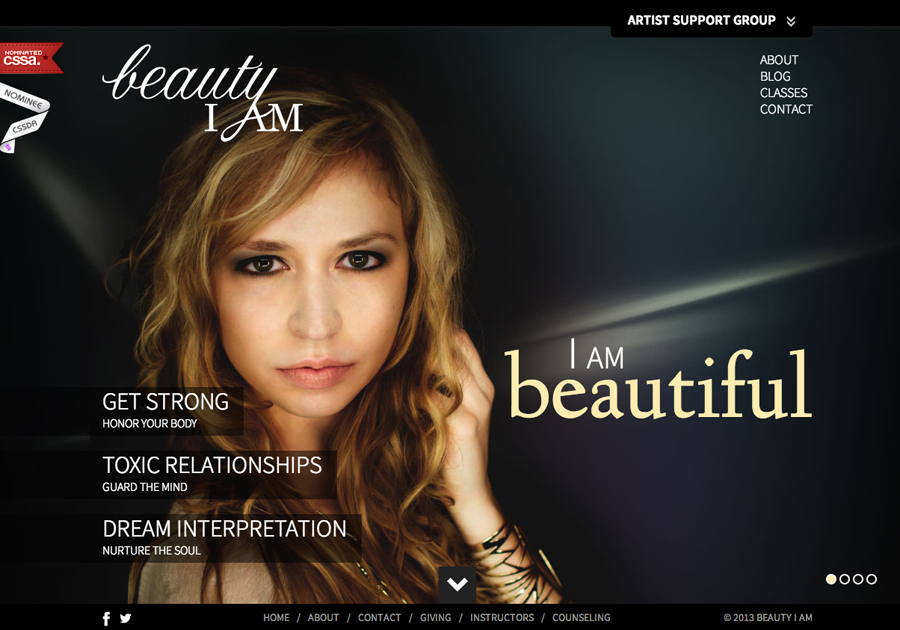 ARTIST SUPPORT GROUP
NOMINATED
cssa.
NOMINEE
CSSDA
beauty
I AM
ABOUT
BLOG
CLASSES
CONTACT
I AM
beautiful
GET STRONG
HONOR YOUR BODY
TOXIC RELATIONSHIPS
GUARD THE MIND
DREAM INTERPRETATION
NURTURE THE SOUL
HOME / ABOUT / CONTACT / GIVING / INSTRUCTORS / COUNSELING
© 2013 BEAUTY I AM